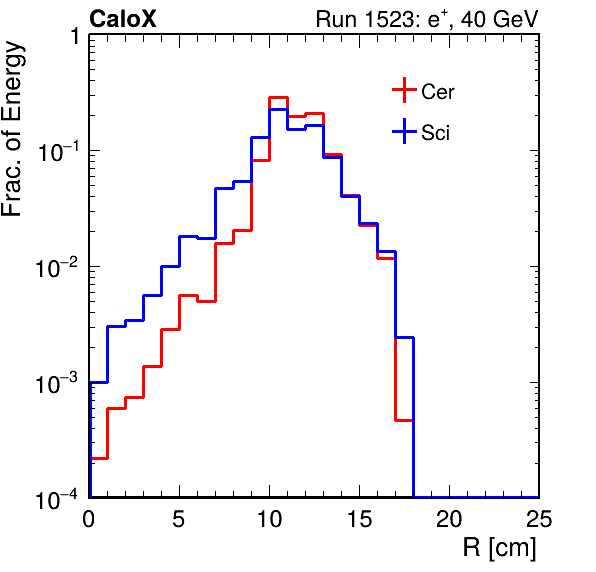 CaloX Run 1523: e⁺, 40 GeV
Frac. of Energy
1
10⁻¹
10⁻²
10⁻³
10⁻⁴
Cer
Sci
0 5 10 15 20 25
R [cm]